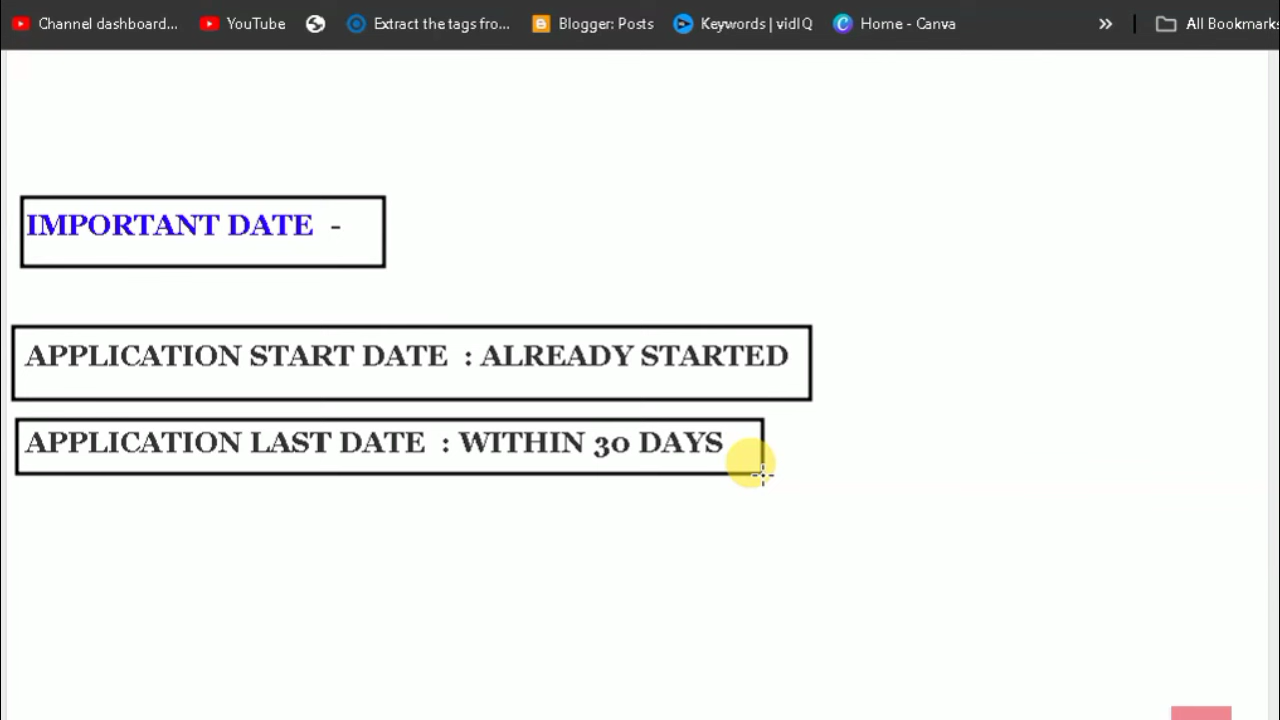 Channel dashboard... YouTube Extract the tags fro... Blogger: Posts Keywords | vidIQ Home - Canva » All Bookmark
IMPORTANT DATE -
APPLICATION START DATE : ALREADY STARTED
APPLICATION LAST DATE : WITHIN 30 DAYS